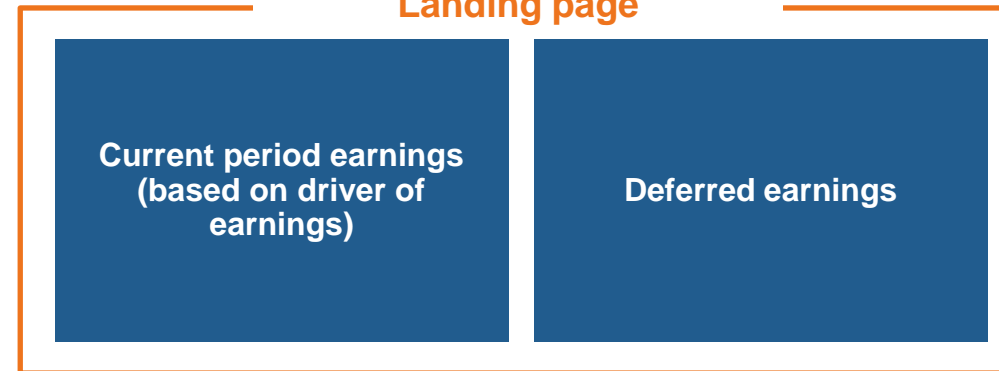 Landing page
Current period earnings
(based on driver of
earnings)
Deferred earnings